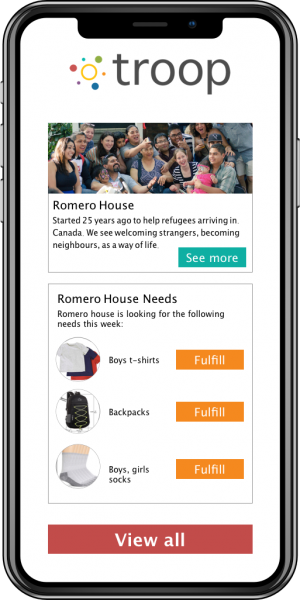 troop
Romero House
Started 25 years ago to help refugees arriving in
Canada. We see welcoming strangers, becoming
neighbours, as a way of life.
See more
Romero House Needs
Romero house is looking for the following
needs this week:
Boys t-shirts
Fulfill
Backpacks
Fulfill
Boys, girls
socks
Fulfill
View all